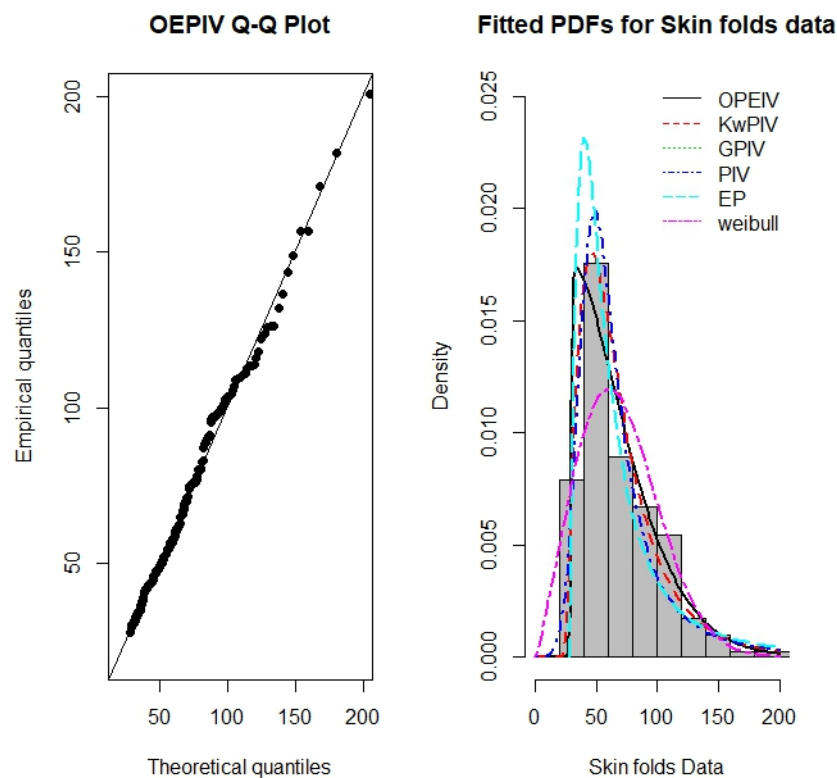 OEPIV Q-Q Plot
Empirical quantiles
200
150
100
50
50 100 150 200
Theoretical quantiles
Fitted PDFs for Skin folds data
Density
0.025
0.020
0.015
0.010
0.005
0.000
OPEIV
KwPIV
GPIV
PIV
EP
weibull
0 50 100 150 200
Skin folds Data